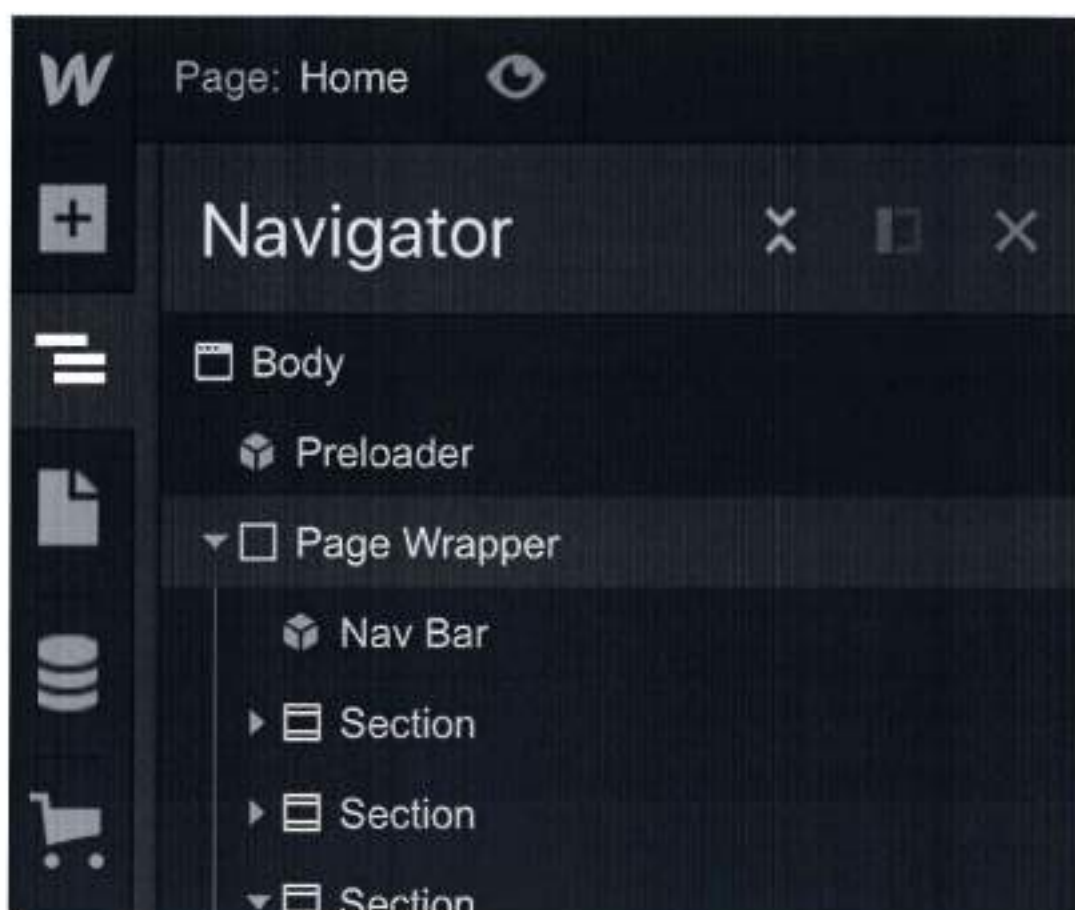 W
Page: Home
Navigator
Body
Preloader
Page Wrapper
Nav Bar
Section
Section
Section